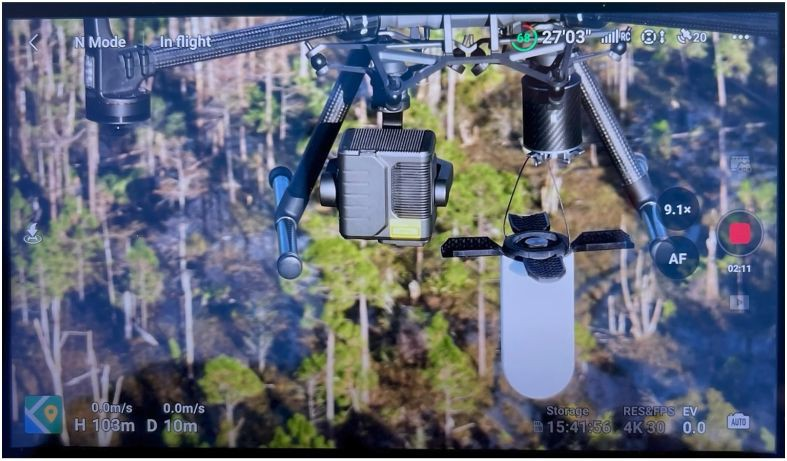 N Mode In flight 68 27'03" RC 20
9.1×
AF
02:11
0.0m/s 0.0m/s
H 103m D 10m
Storage RES&FPS EV
15:41:56 4K 30 0.0
AUTO